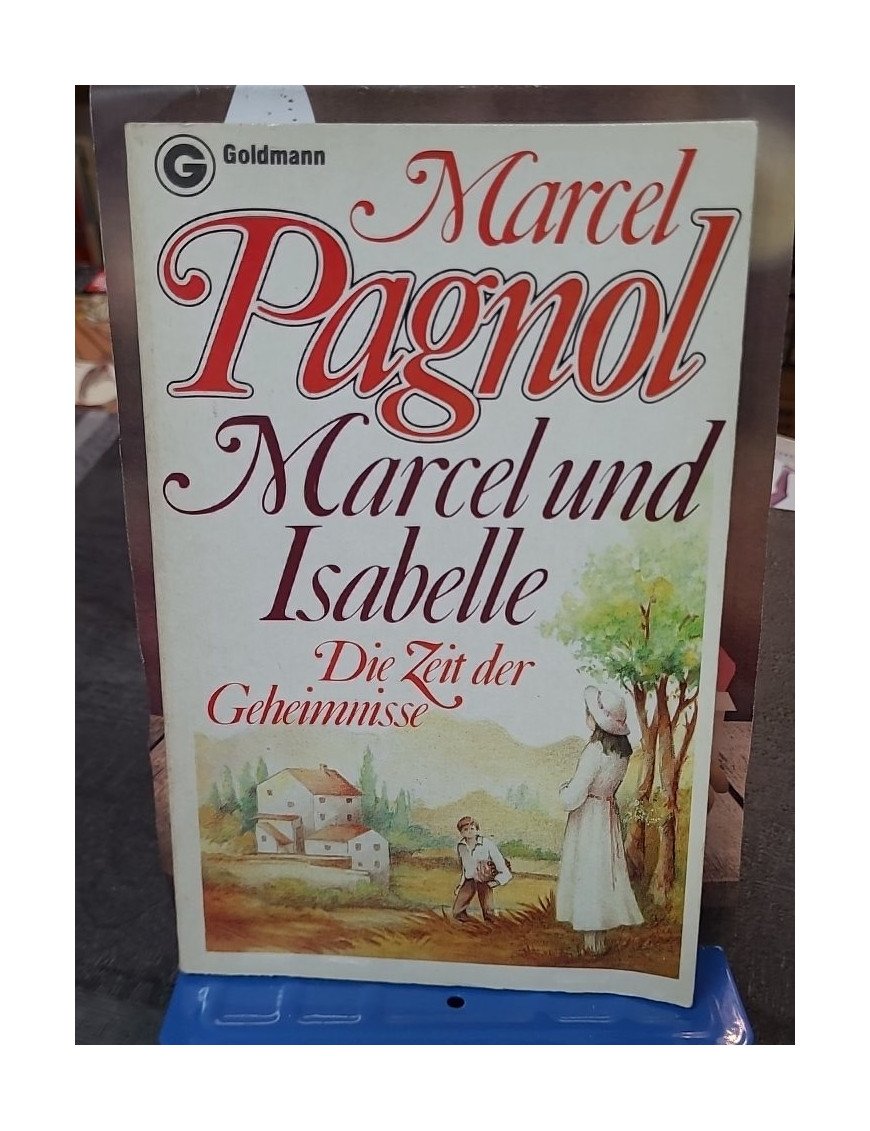 G Goldmann
Marcel
Pagnol
Marcel und
Isabelle
Die Zeit der
Geheimnisse